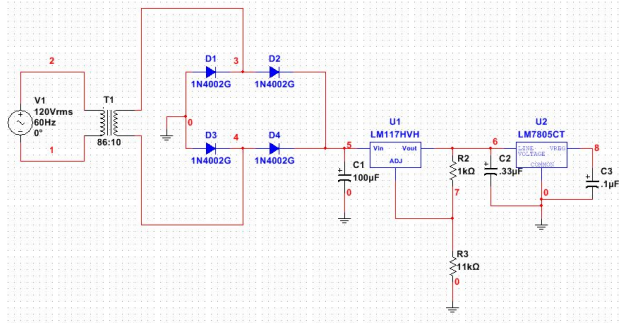 2
V1
120Vrms
60Hz
0°
1
T1
86:10
3
D1
1N4002G
D2
1N4002G
0
4
D3
1N4002G
D4
1N4002G
5
C1
100µF
0
U1
LM117HVH
Vin Vout
ADJ
R2
1kΩ
7
R3
11kΩ
0
6
C2
.33µF
U2
LM7805CT
LINE VREG
VOLTAGE
COMMON
0
8
C3
.1µF